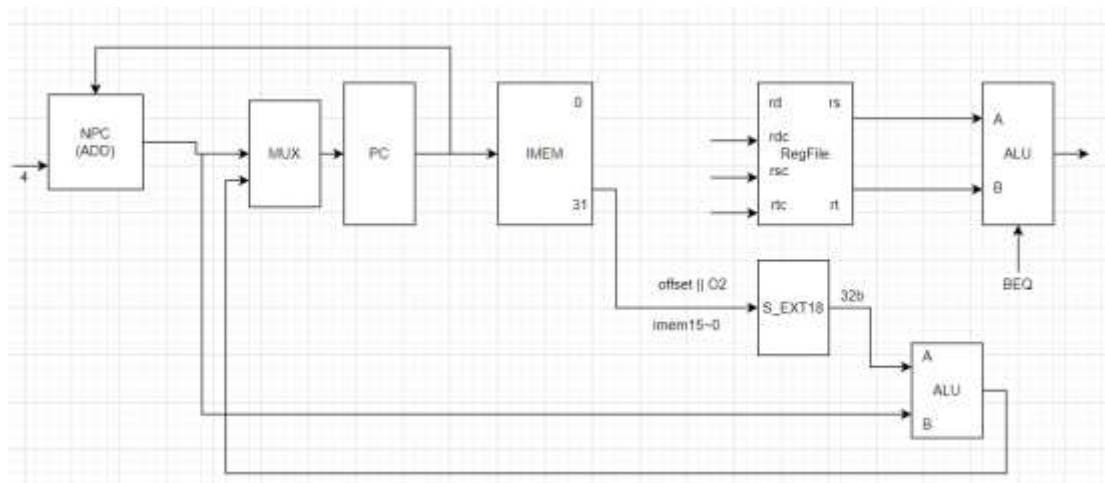 NPC
(ADD)
4
MUX
PC
0
IMEM
31
rd
rs
rdc
RegFile
rsc
rtc
rt
A
ALU
B
BEQ
offset || O2
imem15~0
S_EXT18
32b
A
ALU
B